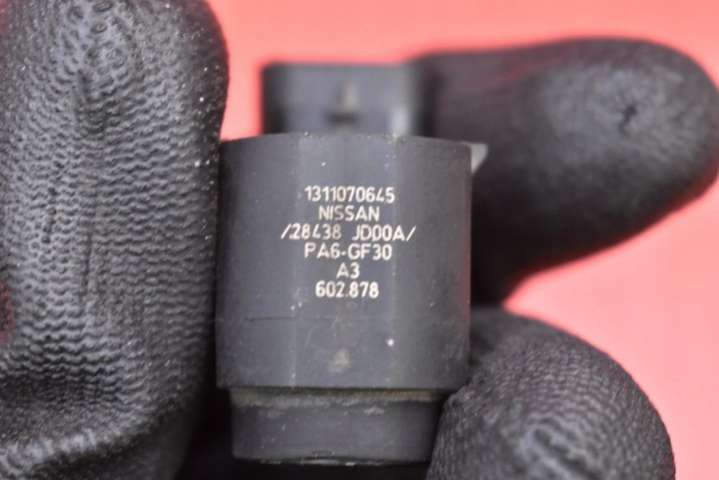 1311070645
NISSAN
/28438 JD00A/
PA6-GF30
A3
602.878